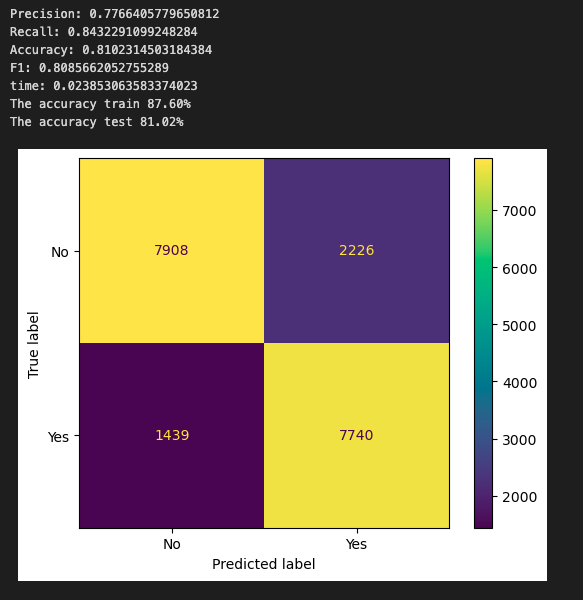 Precision: 0.7766405779650812
Recall: 0.8432291099248284
Accuracy: 0.8102314503184384
F1: 0.8085662052755289
time: 0.023853063583374023
The accuracy train 87.60%
The accuracy test 81.02%
7908 2226
1439 7740
No
Yes
True label
No Yes
Predicted label
7000
6000
5000
4000
3000
2000